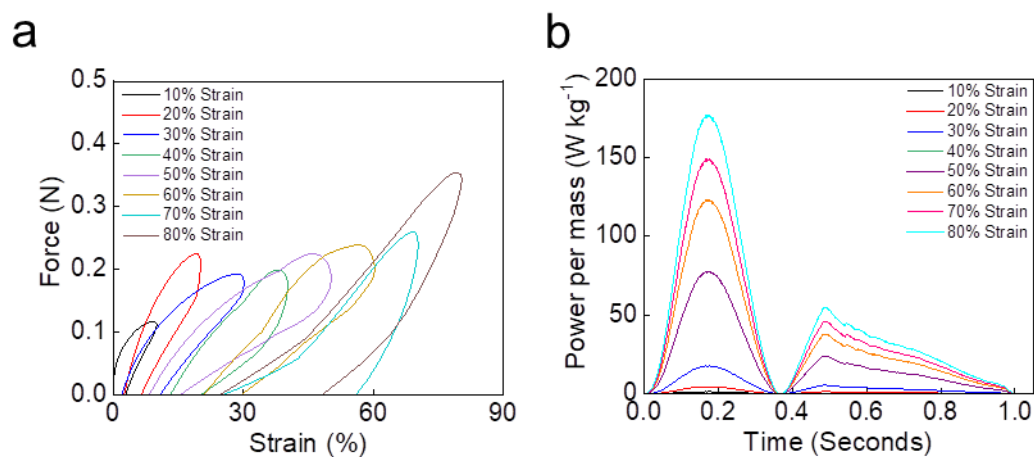 a
0.5
0.4
0.3
0.2
0.1
0.0
Force (N)
10% Strain
20% Strain
30% Strain
40% Strain
50% Strain
60% Strain
70% Strain
80% Strain
0
30
60
90
Strain (%)
b
200
150
100
50
0
Power per mass (W kg⁻¹)
10% Strain
20% Strain
30% Strain
40% Strain
50% Strain
60% Strain
70% Strain
80% Strain
0.0
0.2
0.4
0.6
0.8
1.0
Time (Seconds)